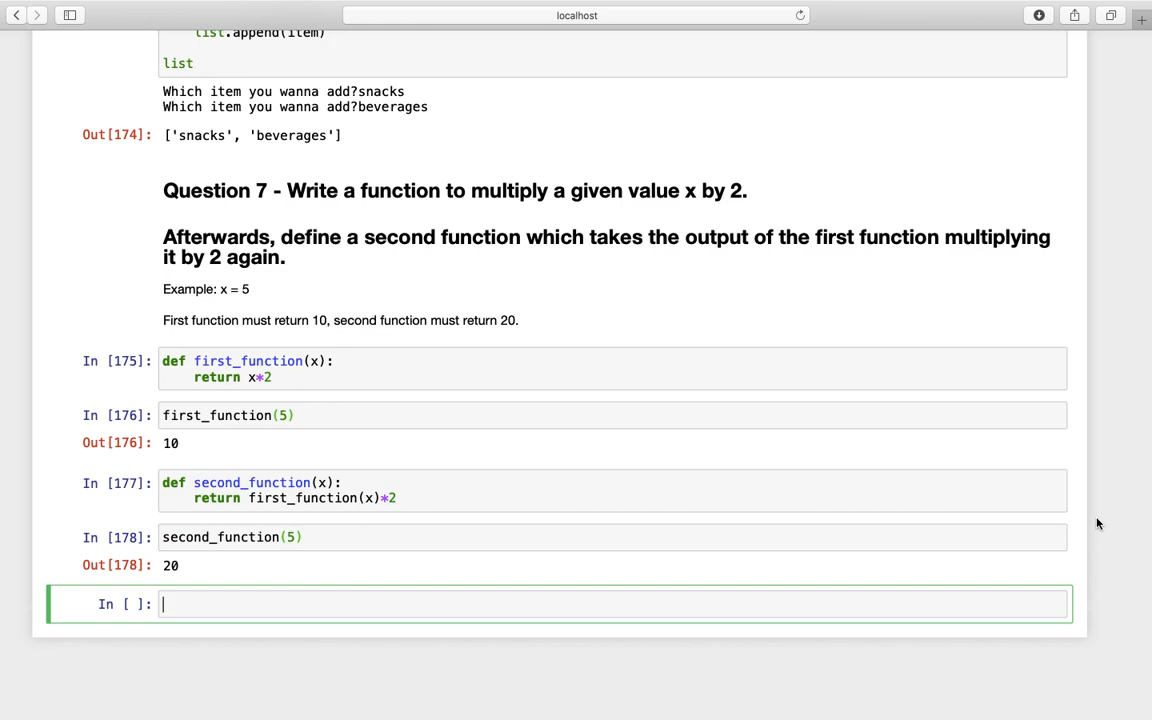 localhost
list.append(item)
list
Which item you wanna add?snacks
Which item you wanna add?beverages
Out[174]: ['snacks', 'beverages']
Question 7 - Write a function to multiply a given value x by 2.
Afterwards, define a second function which takes the output of the first function multiplying
it by 2 again.
Example: x = 5
First function must return 10, second function must return 20.
In [175]: def first_function(x):
return x*2
In [176]: first_function(5)
Out[176]: 10
In [177]: def second_function(x):
return first_function(x)*2
In [178]: second_function(5)
Out[178]: 20
In [ ]: